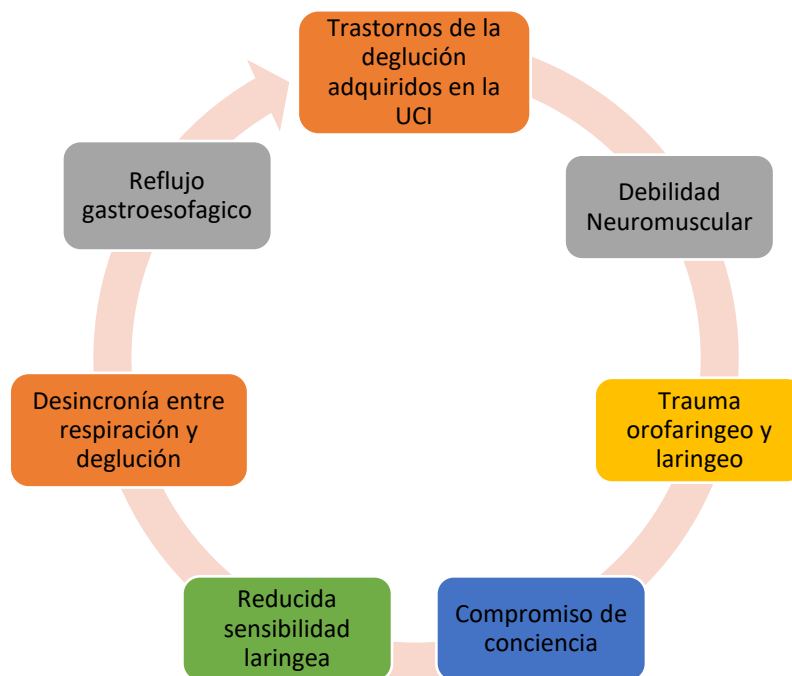 Trastornos de la
deglución
adquiridos en la
UCI
Debilidad
Neuromuscular
Trauma
orofaringeo y
laringeo
Compromiso de
conciencia
Reducida
sensibilidad
laringea
Desincronía entre
respiración y
deglución
Reflujo
gastroesofagico